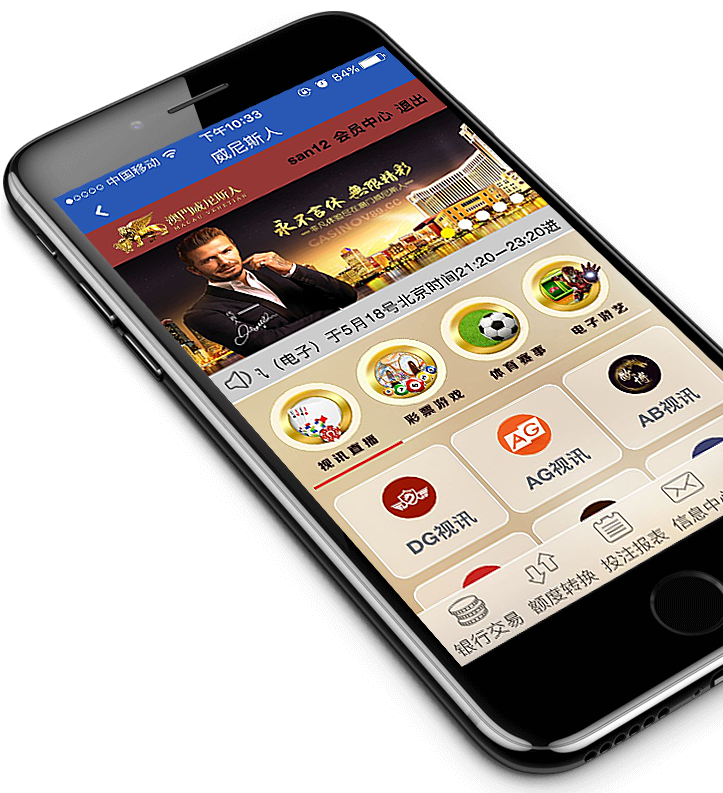 中国移动
下午10:33
84%
威尼斯人
澳門威尼斯人
MACAU VENETIAN
san12 会员中心 退出
永不言休 無限精彩
CASINOV89.CC
(电子)于5月18号北京时间21:20—23:20进
视讯直播
彩票游戏
体育赛事
电子游艺
DG视讯
AG
AG视讯
AB视讯
银行交易
额度转换
投注报表
信息中心